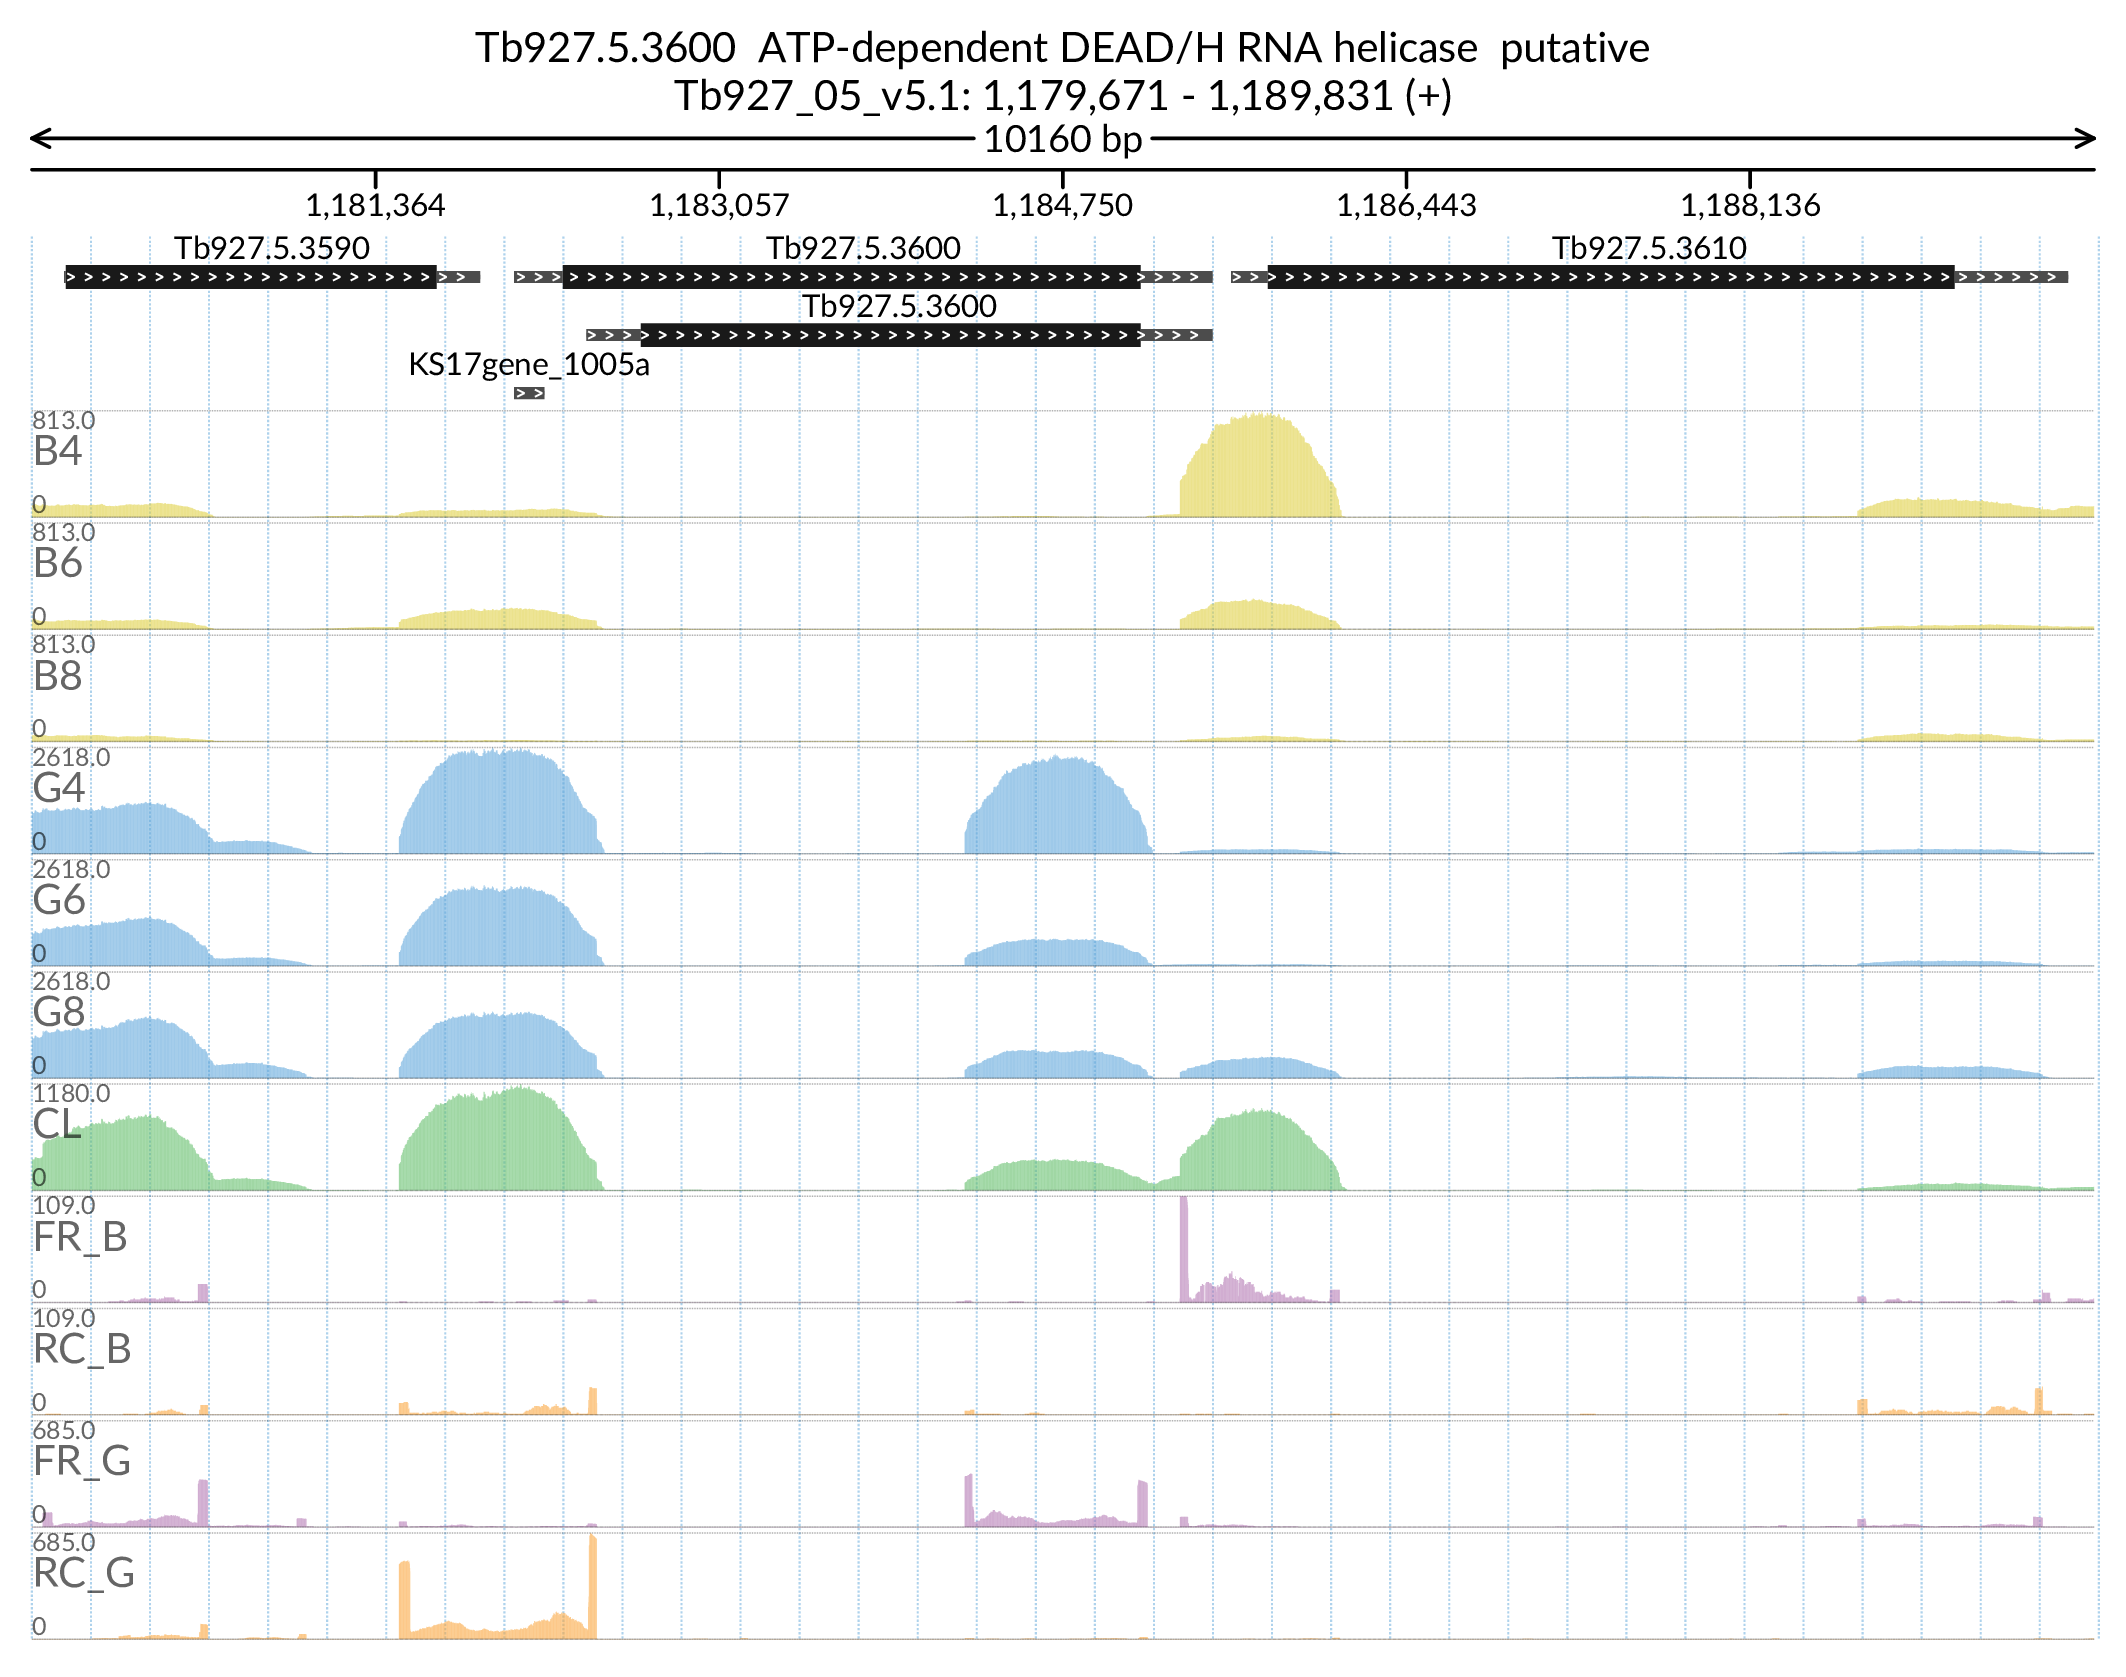 Tb927.5.3600  ATP-dependent DEAD/H RNA helicase  putative
Tb927_05_v5.1: 1,179,671 - 1,189,831 (+)
10160 bp
1,181,364 1,183,057 1,184,750 1,186,443 1,188,136
Tb927.5.3590 Tb927.5.3600 Tb927.5.3610
Tb927.5.3600
KS17gene_1005a
813.0
B4
0
813.0
B6
0
813.0
B8
0
2618.0
G4
0
2618.0
G6
0
2618.0
G8
0
1180.0
CL
0
109.0
FR_B
0
109.0
RC_B
0
685.0
FR_G
0
685.0
RC_G
0